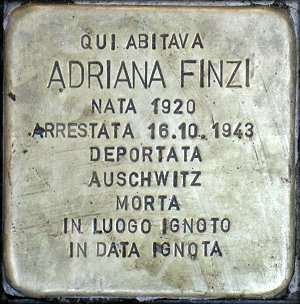 QUI ABITAVA
ADRIANA FINZI
NATA 1920
ARRESTATA 16.10.1943
DEPORTATA
AUSCHWITZ
MORTA
IN LUOGO IGNOTO
IN DATA IGNOTA